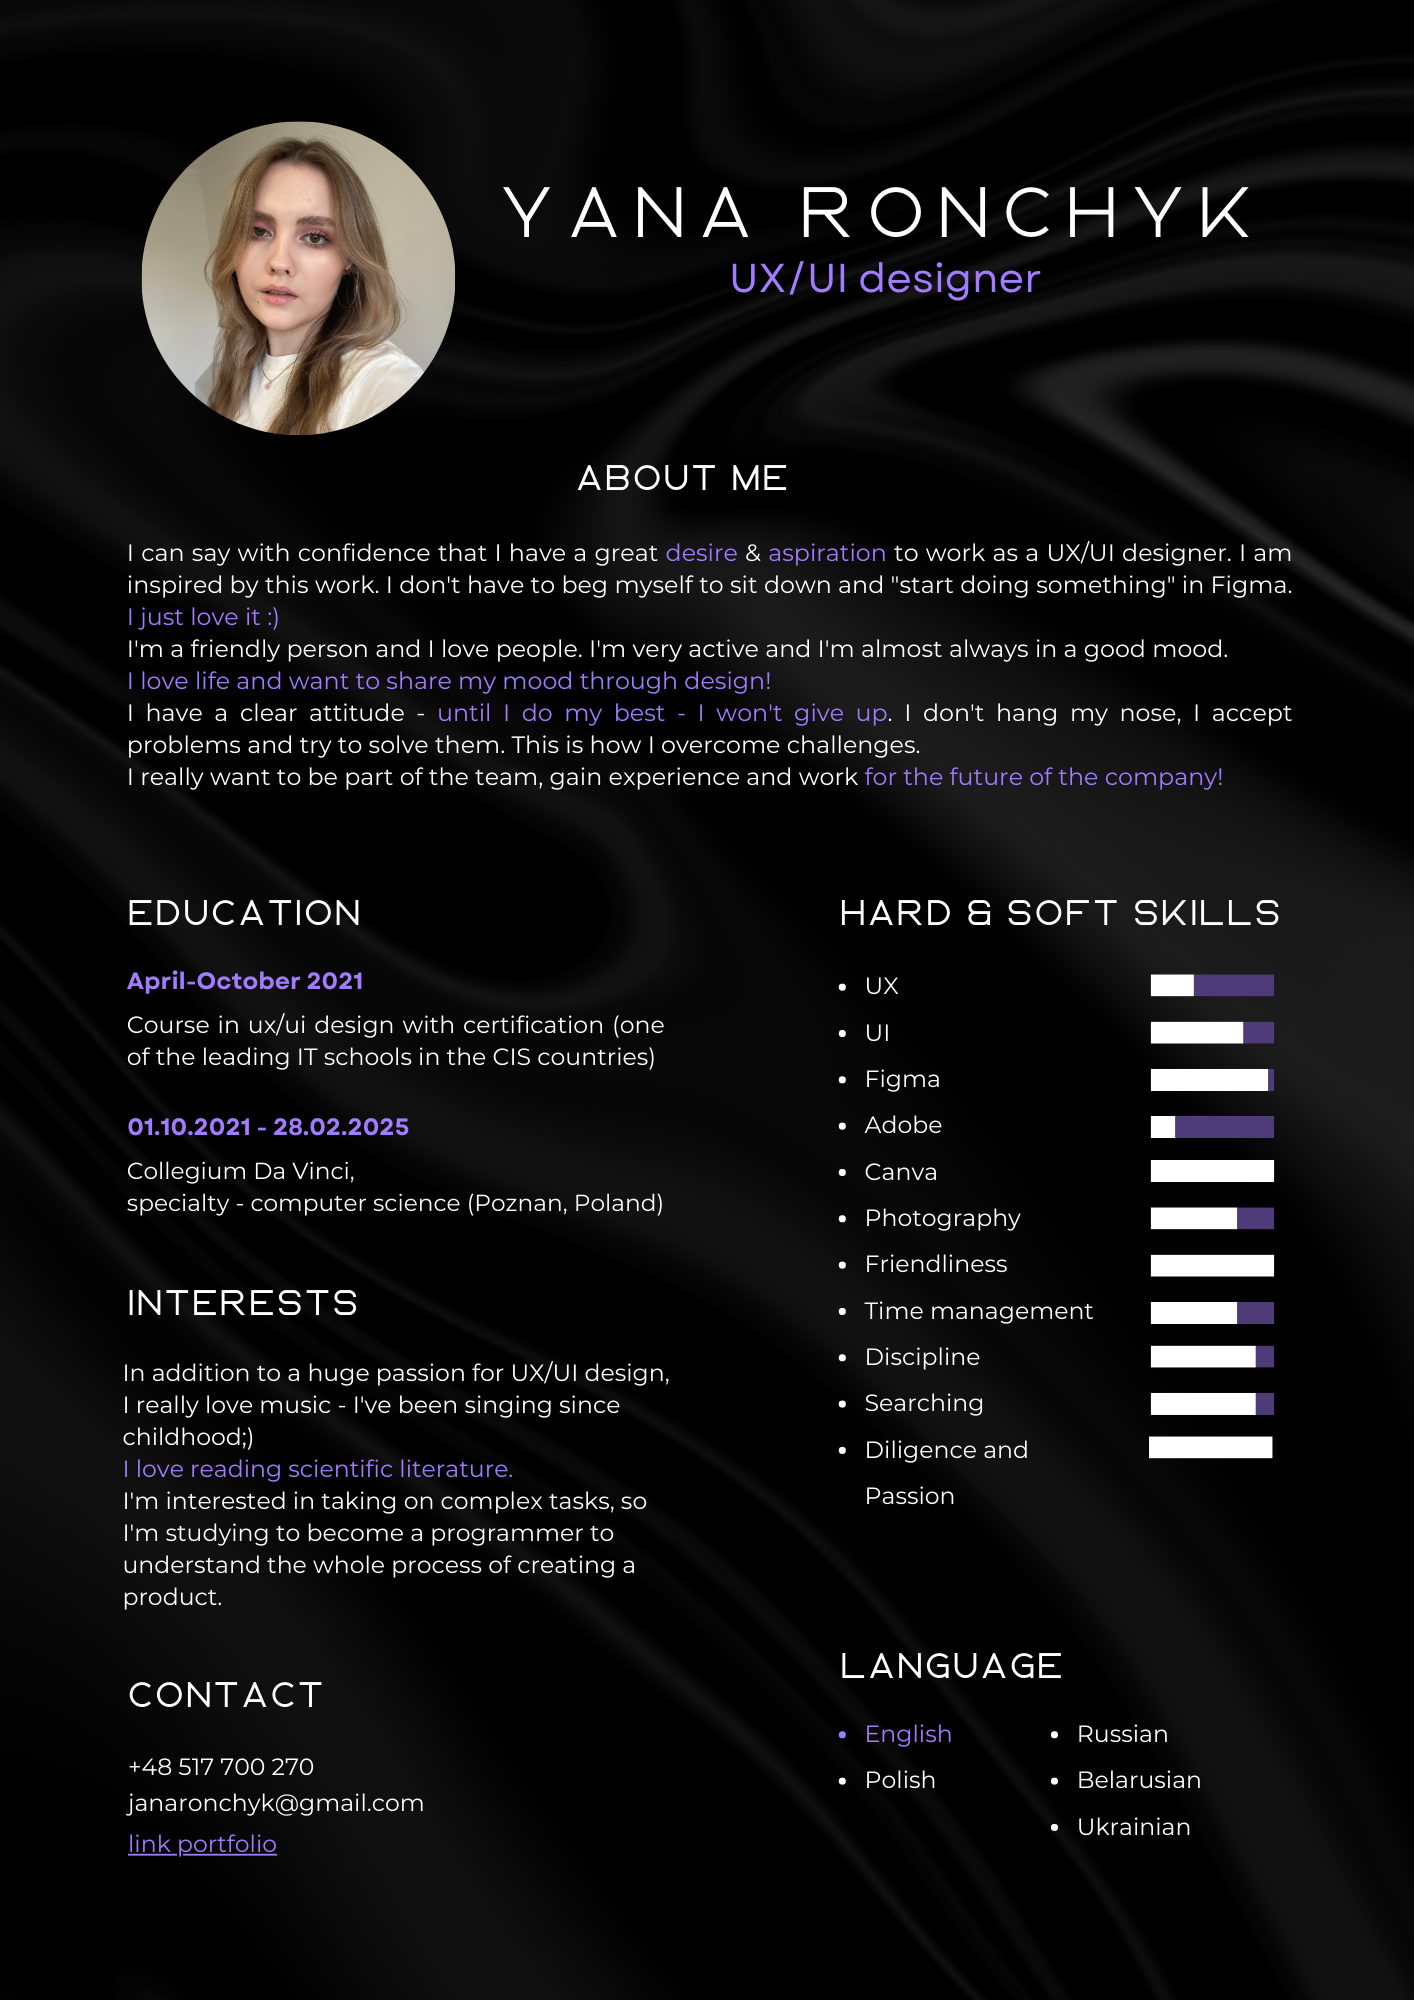 YANA RONCHYK
UX/UI designer
ABOUT ME
I can say with confidence that I have a great desire & aspiration to work as a UX/UI designer. I am
inspired by this work. I don't have to beg myself to sit down and "start doing something" in Figma.
I just love it :)
I'm a friendly person and I love people. I'm very active and I'm almost always in a good mood.
I love life and want to share my mood through design!
I have a clear attitude - until I do my best - I won't give up. I don't hang my nose, I accept
problems and try to solve them. This is how I overcome challenges.
I really want to be part of the team, gain experience and work for the future of the company!
EDUCATION
April-October 2021
Course in ux/ui design with certification (one
of the leading IT schools in the CIS countries)
01.10.2021 - 28.02.2025
Collegium Da Vinci,
specialty - computer science (Poznan, Poland)
INTERESTS
In addition to a huge passion for UX/UI design,
I really love music - I've been singing since
childhood;)
I love reading scientific literature.
I'm interested in taking on complex tasks, so
I'm studying to become a programmer to
understand the whole process of creating a
product.
CONTACT
+48 517 700 270
janaronchyk@gmail.com
link portfolio
HARD & SOFT SKILLS
• UX
• UI
• Figma
• Adobe
• Canva
• Photography
• Friendliness
• Time management
• Discipline
• Searching
• Diligence and
Passion
LANGUAGE
• English
• Polish
• Russian
• Belarusian
• Ukrainian